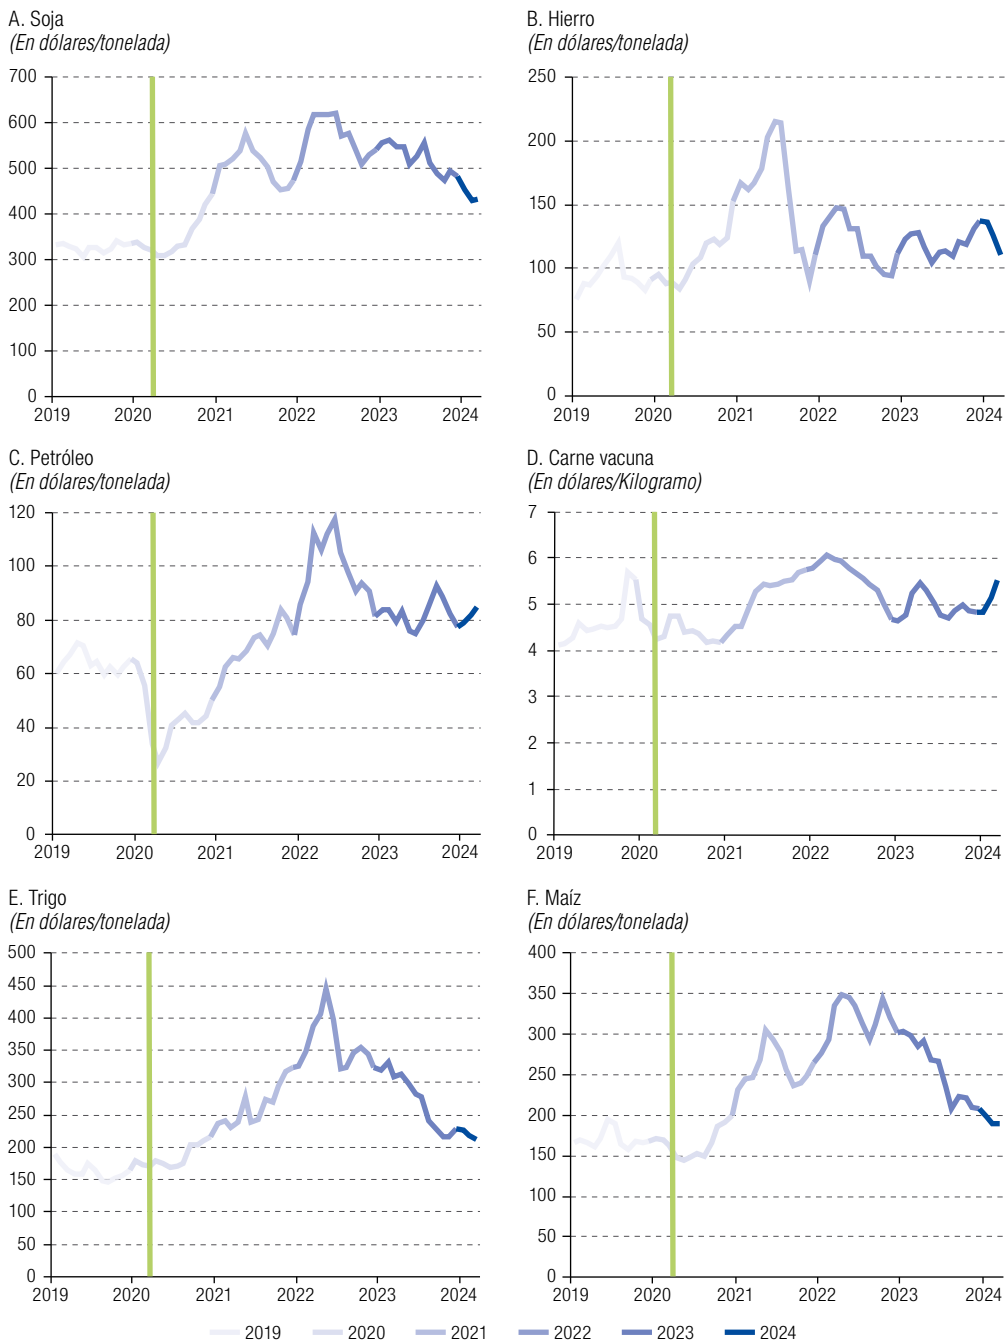 A. Soja
(En dólares/tonelada)
700
600
500
400
300
200
100
0
2019 2020 2021 2022 2023 2024
B. Hierro
(En dólares/tonelada)
250
200
150
100
50
0
2019 2020 2021 2022 2023 2024
C. Petróleo
(En dólares/tonelada)
120
100
80
60
40
20
0
2019 2020 2021 2022 2023 2024
D. Carne vacuna
(En dólares/Kilogramo)
7
6
5
4
3
2
1
0
2019 2020 2021 2022 2023 2024
E. Trigo
(En dólares/tonelada)
500
450
400
350
300
250
200
150
100
50
0
2019 2020 2021 2022 2023 2024
F. Maíz
(En dólares/tonelada)
400
350
300
250
200
150
100
50
0
2019 2020 2021 2022 2023 2024
2019 2020 2021 2022 2023 2024